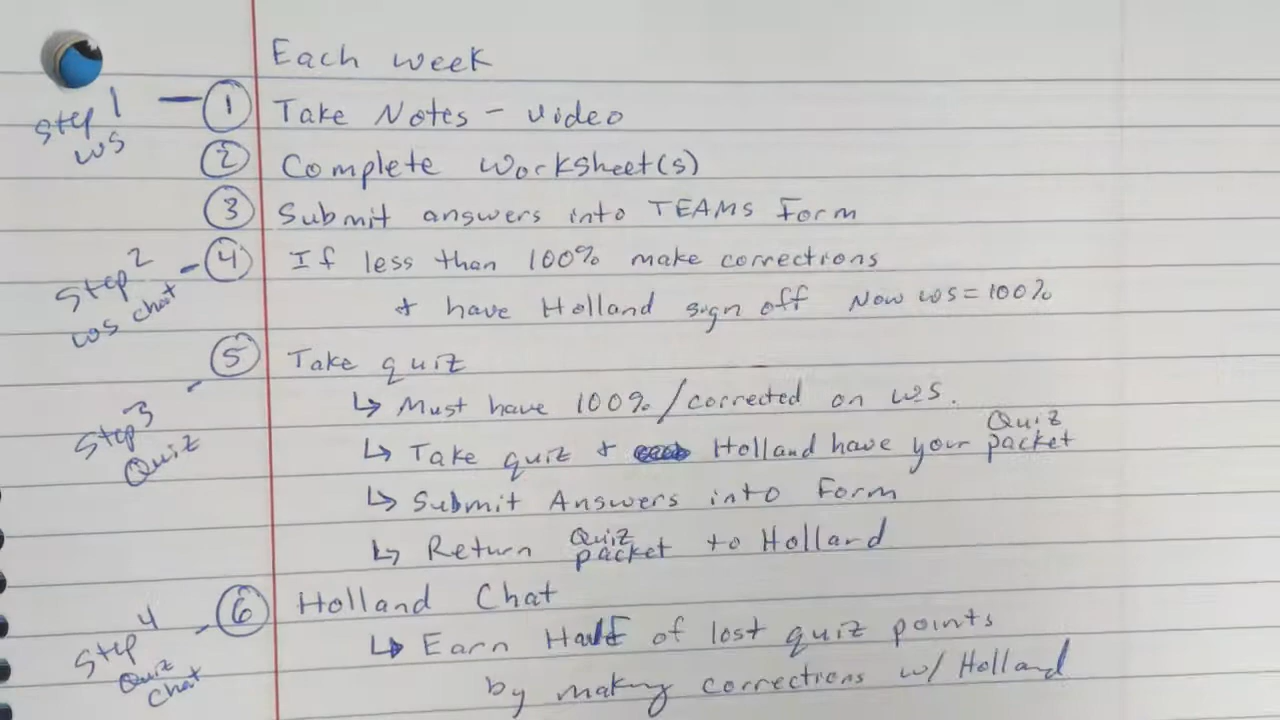 Each week
Step 1 ws
① Take Notes - video
② Complete Worksheet(s)
③ Submit answers into TEAMS Form
Step 2 ws chat
④ If less than 100% make corrections
+ have Holland sign off Now ws = 100%
Step 3 Quiz
⑤ Take quiz
↳ Must have 100% / corrected on WS.
↳ Take quiz + Holland have your Quiz packet
↳ Submit Answers into Form
↳ Return Quiz packet to Holland
Step 4 Quiz Chat
⑥ Holland Chat
↳ Earn Half of lost quiz points
by making corrections w/ Holland